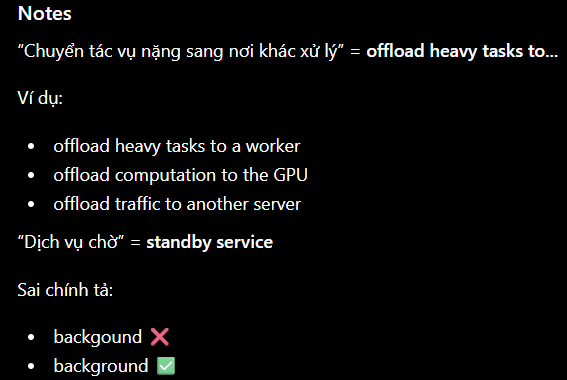 Notes
“Chuyển tác vụ nặng sang nơi khác xử lý” = offload heavy tasks to...
Ví dụ:
• offload heavy tasks to a worker
• offload computation to the GPU
• offload traffic to another server
“Dịch vụ chờ” = standby service
Sai chính tả:
• backgound ❌
• background ✅